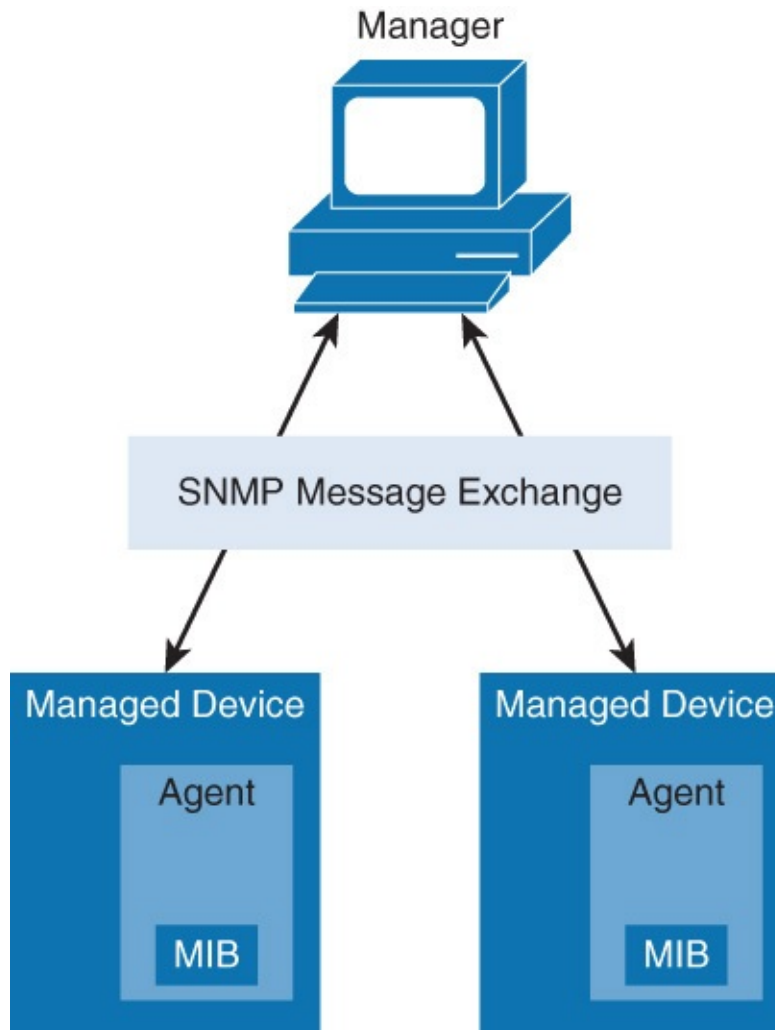 Manager
SNMP Message Exchange
Managed Device
Agent
MIB
Managed Device
Agent
MIB